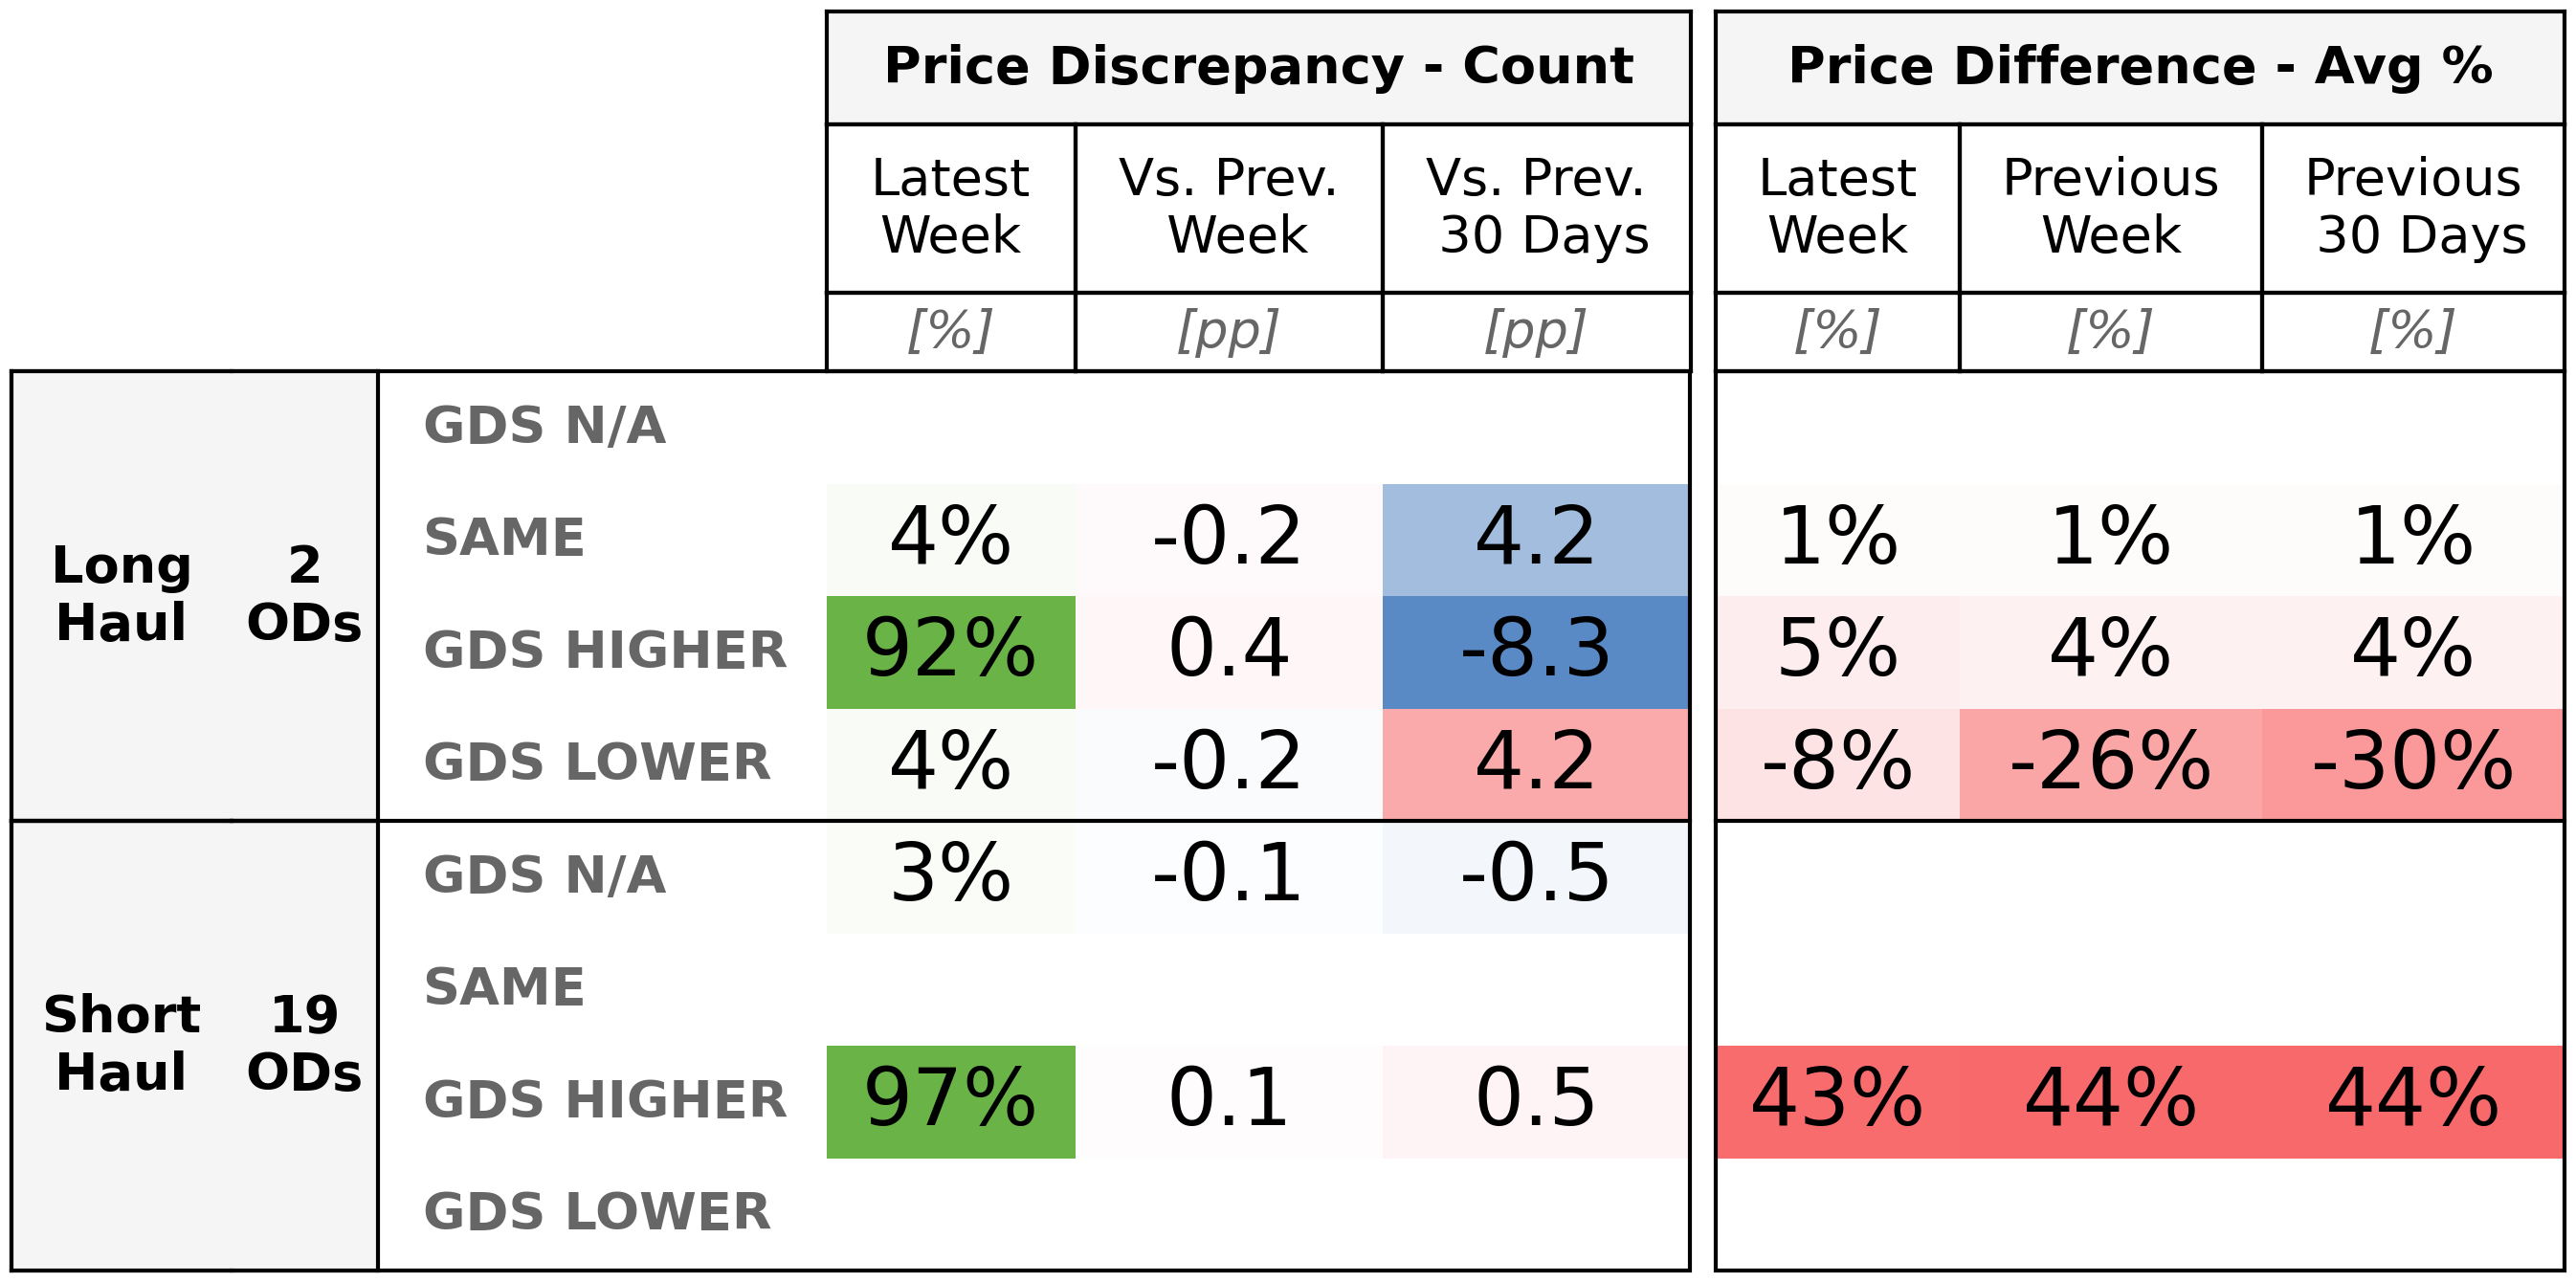 Price Discrepancy - Count Price Difference - Avg %
Latest Week Vs. Prev. Week Vs. Prev. 30 Days Latest Week Previous Week Previous 30 Days
[%] [pp] [pp] [%] [%] [%]
Long Haul 2 ODs
GDS N/A
SAME 4% -0.2 4.2 1% 1% 1%
GDS HIGHER 92% 0.4 -8.3 5% 4% 4%
GDS LOWER 4% -0.2 4.2 -8% -26% -30%
Short Haul 19 ODs
GDS N/A 3% -0.1 -0.5
SAME
GDS HIGHER 97% 0.1 0.5 43% 44% 44%
GDS LOWER